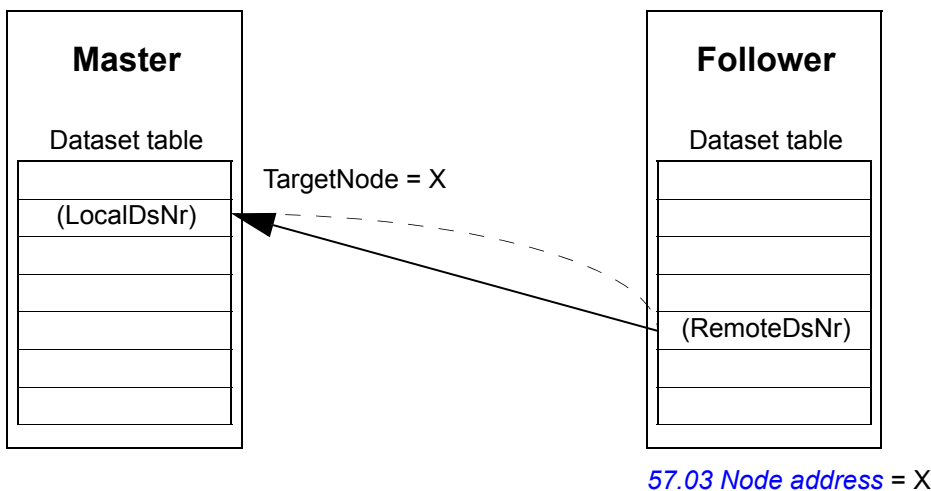 Master
Follower
Dataset table
Dataset table
TargetNode = X
(LocalDsNr)
(RemoteDsNr)
57.03 Node address = X